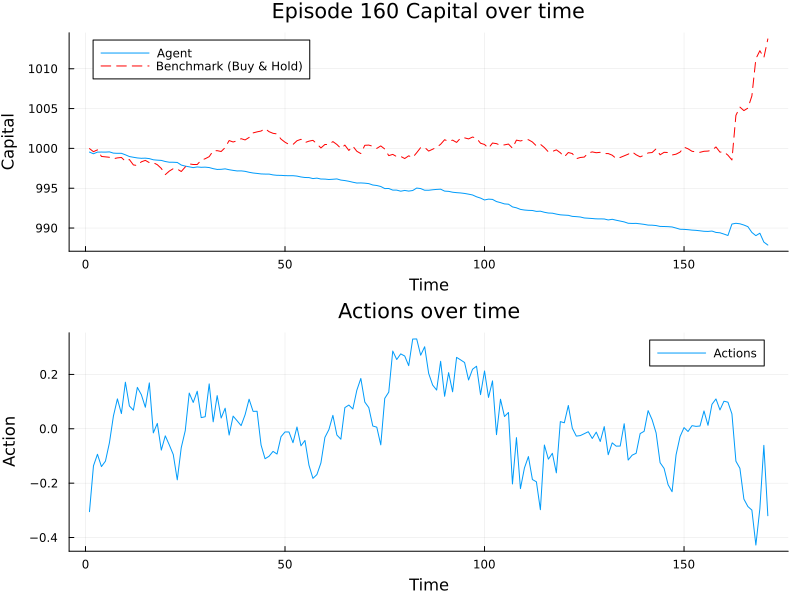 Episode 160 Capital over time
Agent
Benchmark (Buy & Hold)
Capital
1010
1005
1000
995
990
0
50
100
150
Time
Actions over time
Actions
Action
0.2
0.0
−0.2
−0.4
0
50
100
150
Time